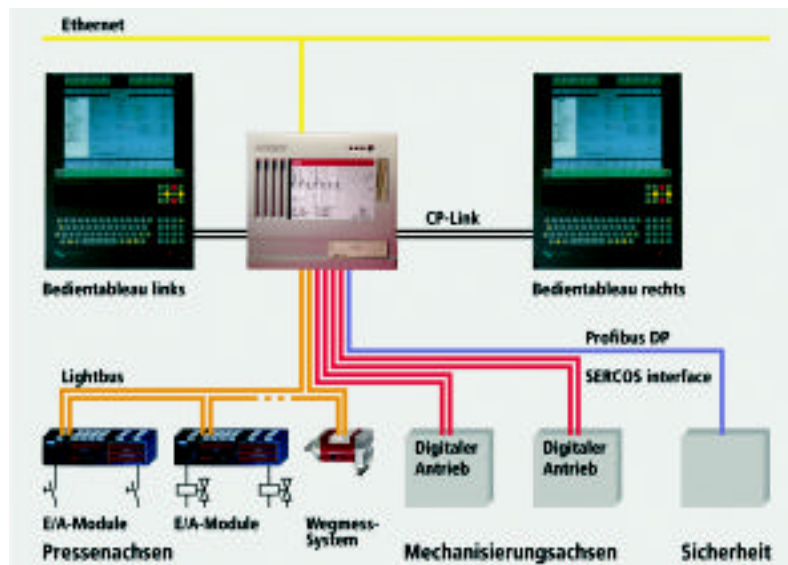 Ethernet
CP-Link
Bedientableau links
Bedientableau rechts
Profibus DP
Lightbus
SERCOS interface
Digitaler
Antrieb
Digitaler
Antrieb
E/A-Module
E/A-Module
Wegmess-
System
Pressenachsen
Mechanisierungsachsen
Sicherheit